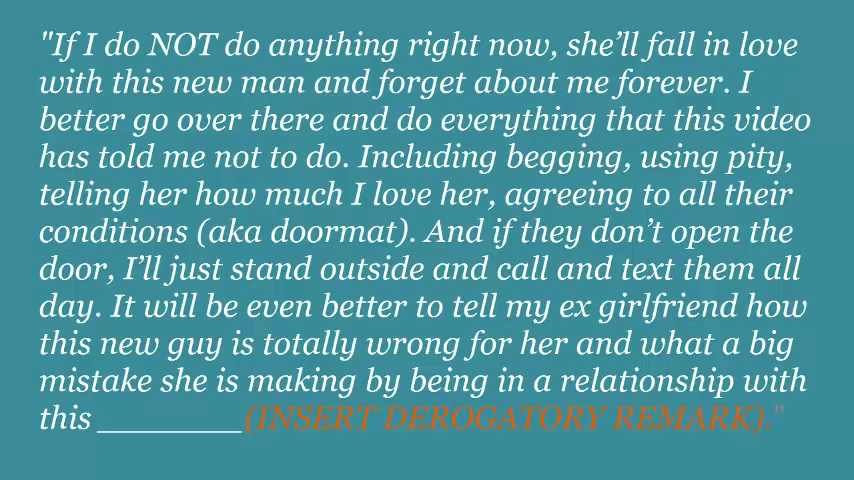 "If I do NOT do anything right now, she’ll fall in love
with this new man and forget about me forever. I
better go over there and do everything that this video
has told me not to do. Including begging, using pity,
telling her how much I love her, agreeing to all their
conditions (aka doormat). And if they don’t open the
door, I’ll just stand outside and call and text them all
day. It will be even better to tell my ex girlfriend how
this new guy is totally wrong for her and what a big
mistake she is making by being in a relationship with
this ________(INSERT DEROGATORY REMARK)."